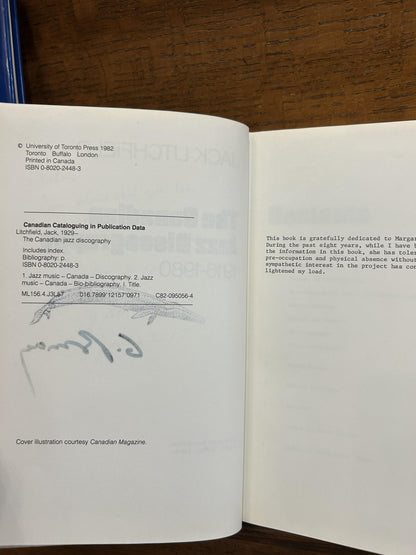 © University of Toronto Press 1982
Toronto Buffalo London
Printed in Canada
ISBN 0-8020-2448-3
Canadian Cataloguing in Publication Data
Litchfield, Jack, 1929–
The Canadian jazz discography
Includes index.
Bibliography: p.
ISBN 0-8020-2448-3
1. Jazz music – Canada – Discography. 2. Jazz
music – Canada – Bio-bibliography. I. Title.
ML156.4.J3L57 016.7899'12157'0971 C82-095056-4
Cover illustration courtesy Canadian Magazine.
This book is gratefully dedicated to Margar
During the past eight years, while I have b
the information in this book, she has toler
pre-occupation and physical absence without
sympathetic interest in the project has con
lightened my load.